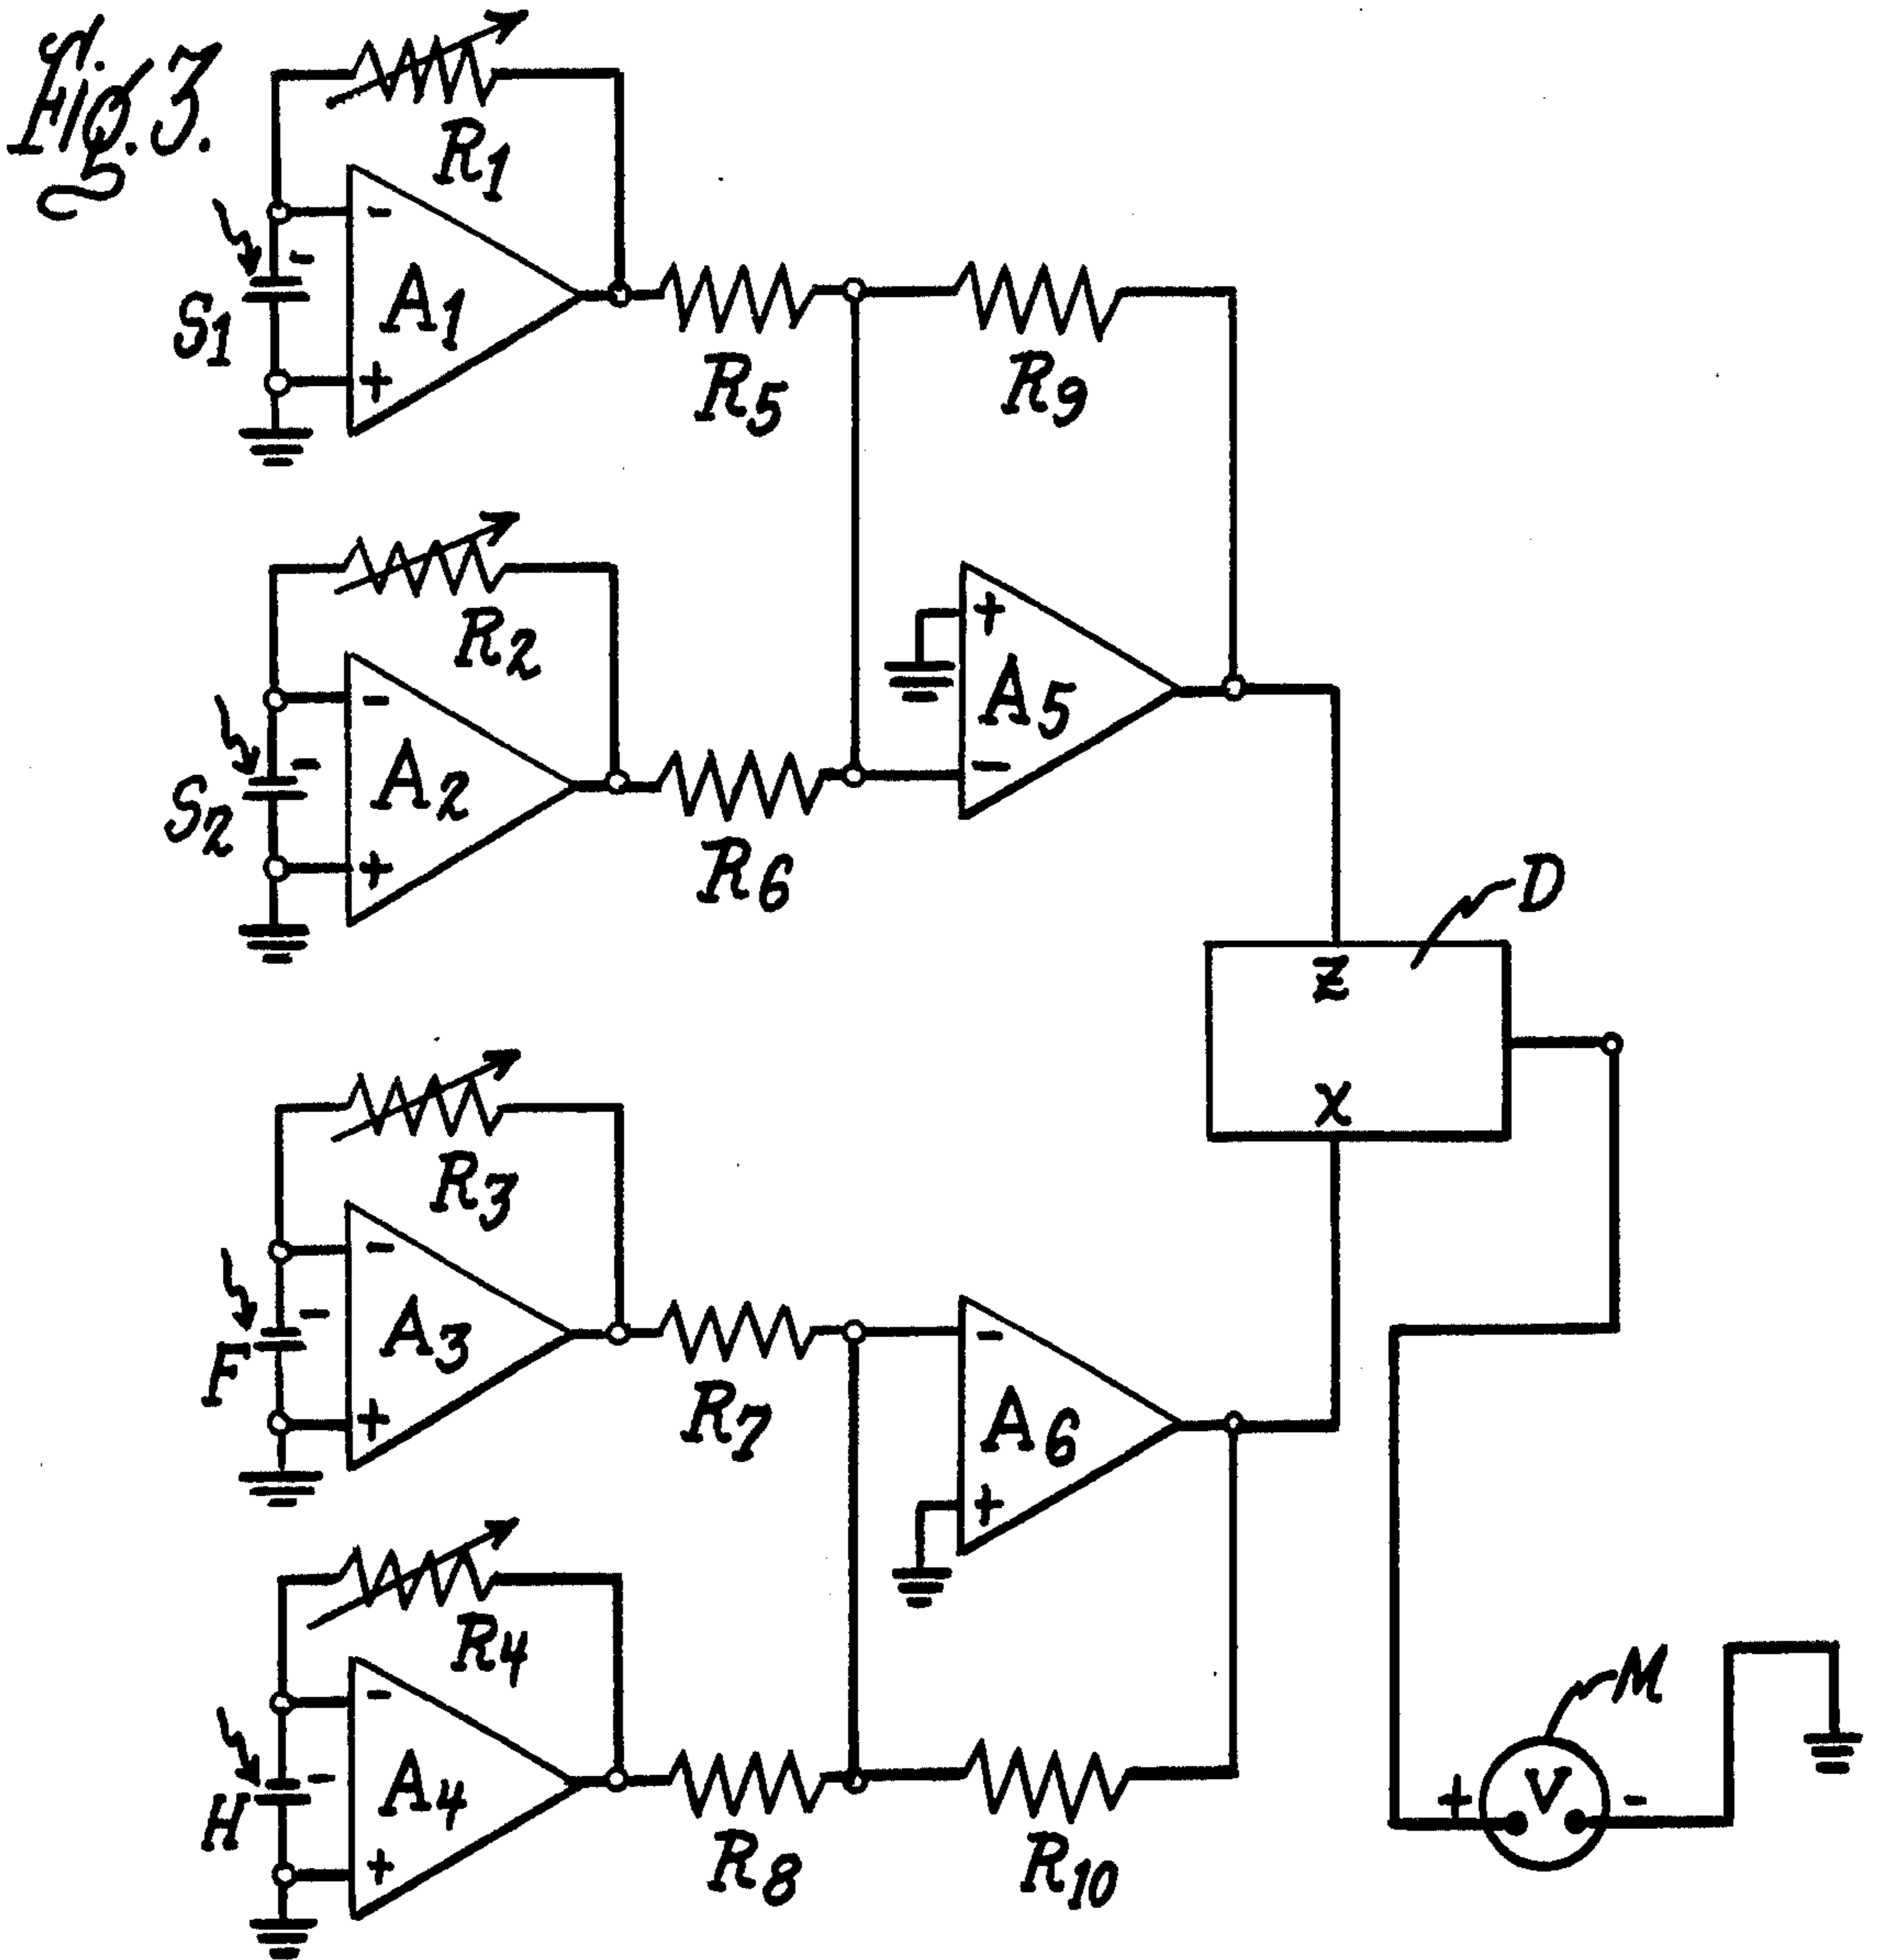 Fig. 3.
R1
-
-
A1
S1
+
R5
R9
R2
-
-
A2
S2
+
R6
+
A5
-
D
Z
X
R3
-
-
A3
F
+
R7
-
A6
+
R4
-
-
A4
H
+
R8
R10
M
+
V
-